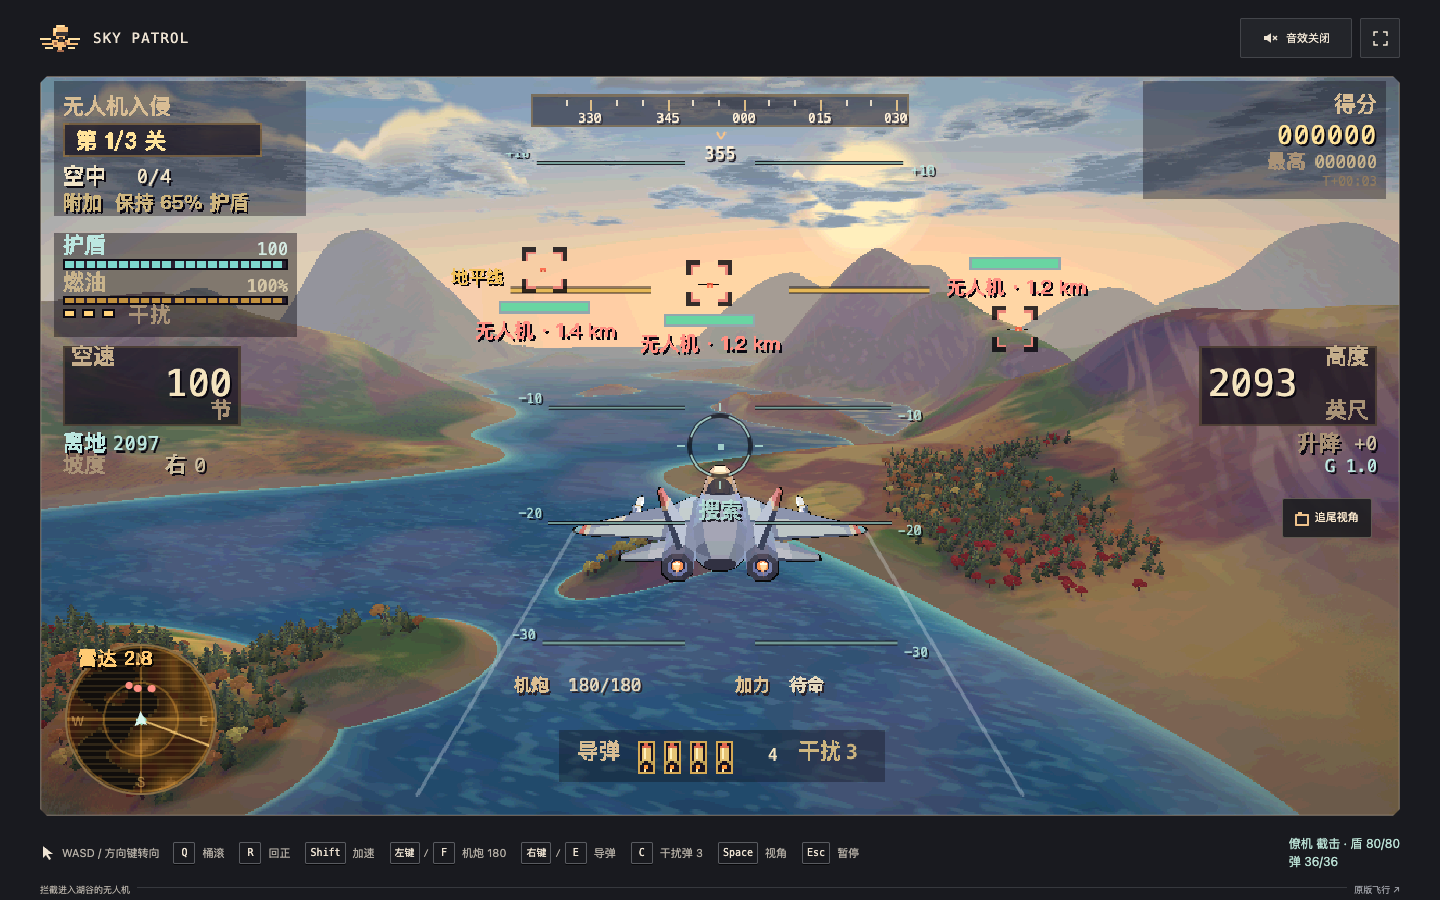 SKY PATROL
音效关闭
无人机入侵
第 1/3 关
空中 0/4
附加 保持 65% 护盾
护盾 100
燃油 100%
干扰
空速
100
节
离地 2097
坡度 右 0
330 345 000 015 030
355
+10 +10
地平线
无人机 · 1.4 km
无人机 · 1.2 km
无人机 · 1.2 km
-10 -10
搜索
-20 -20
-30 -30
得分
000000
最高 000000
T+00:03
高度
2093
英尺
升降 +0
G 1.0
追尾视角
雷达 2.8
W E
S
机炮 180/180 加力 待命
导弹 4 干扰 3
WASD / 方向键转向 Q 桶滚 R 回正 Shift 加速 左键 / F 机炮 180 右键 / E 导弹 C 干扰弹 3 Space 视角 Esc 暂停
僚机 截击 · 盾 80/80
弹 36/36
拦截进入湖谷的无人机
原版飞行 ↗